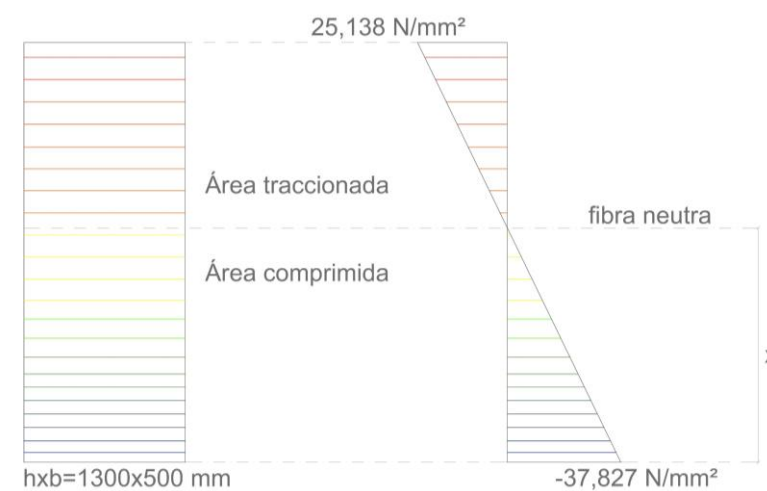 25,138 N/mm²
Área traccionada
fibra neutra
Área comprimida
hxb=1300x500 mm
-37,827 N/mm²